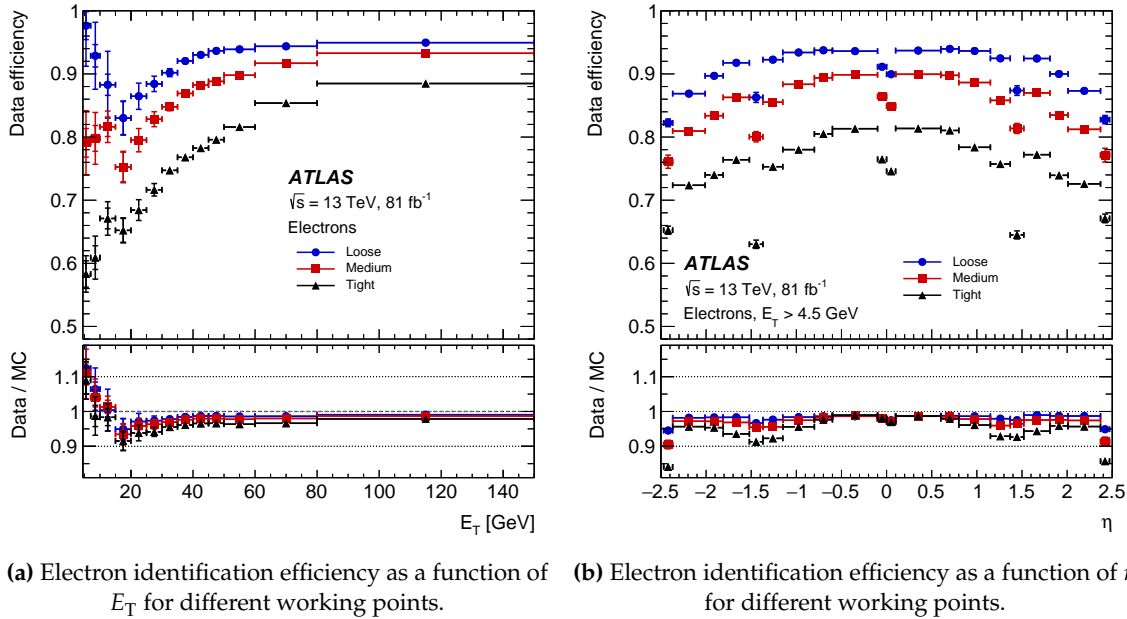 Data efficiency
1
0.9
0.8
0.7
0.6
0.5
ATLAS
√s = 13 TeV, 81 fb⁻¹
Electrons
Loose
Medium
Tight
Data / MC
1.1
1
0.9
20 40 60 80 100 120 140
E_T [GeV]
Data efficiency
1
0.9
0.8
0.7
0.6
0.5
ATLAS
√s = 13 TeV, 81 fb⁻¹
Electrons, E_T > 4.5 GeV
Loose
Medium
Tight
Data / MC
1.1
1
0.9
−2.5 −2 −1.5 −1 −0.5 0 0.5 1 1.5 2 2.5
η
(a) Electron identification efficiency as a function of
E_T for different working points.
(b) Electron identification efficiency as a function of
for different working points.